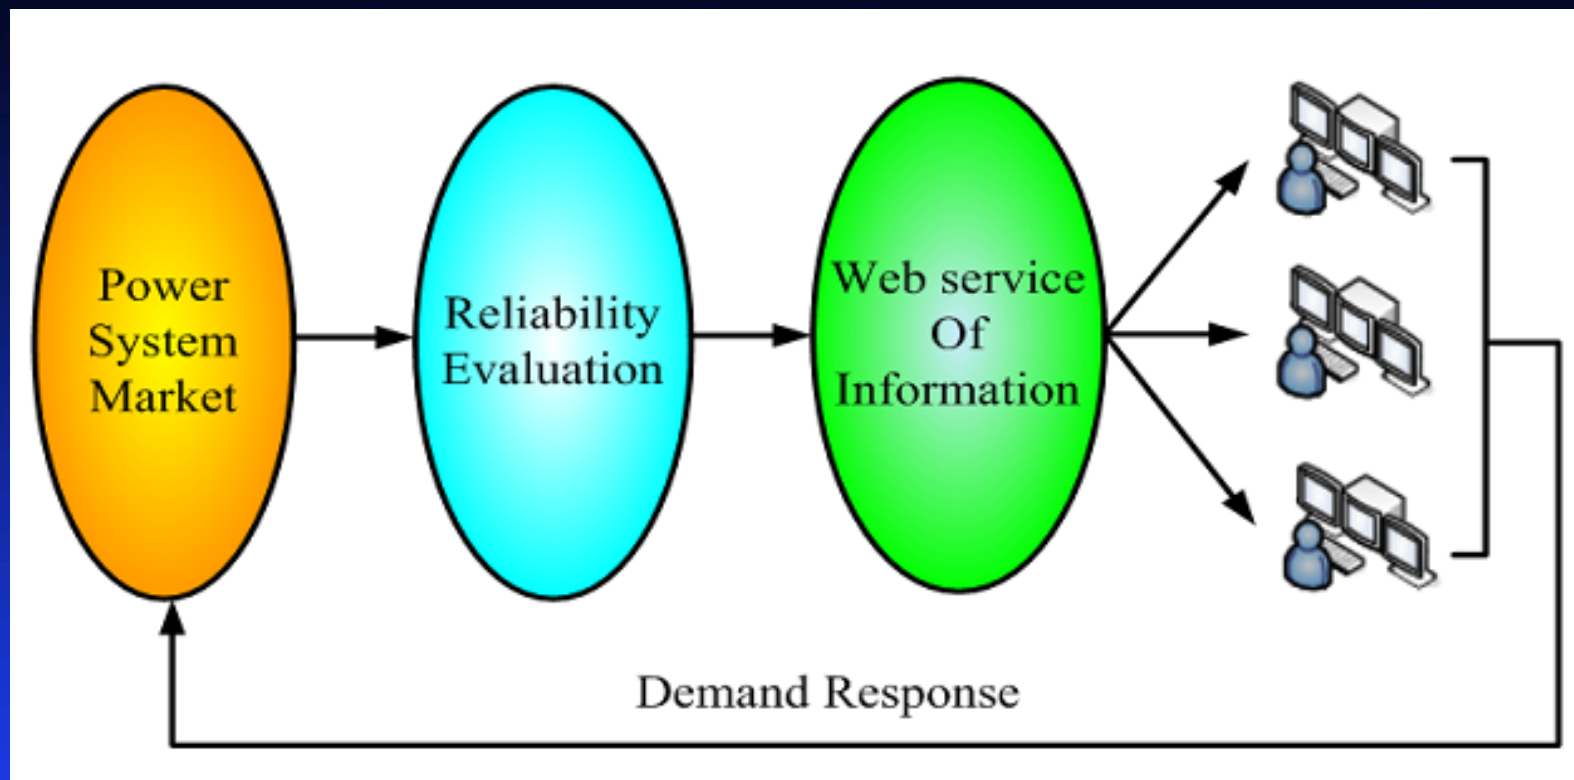 Power
System
Market
Reliability
Evaluation
Web service
Of
Information
Demand Response